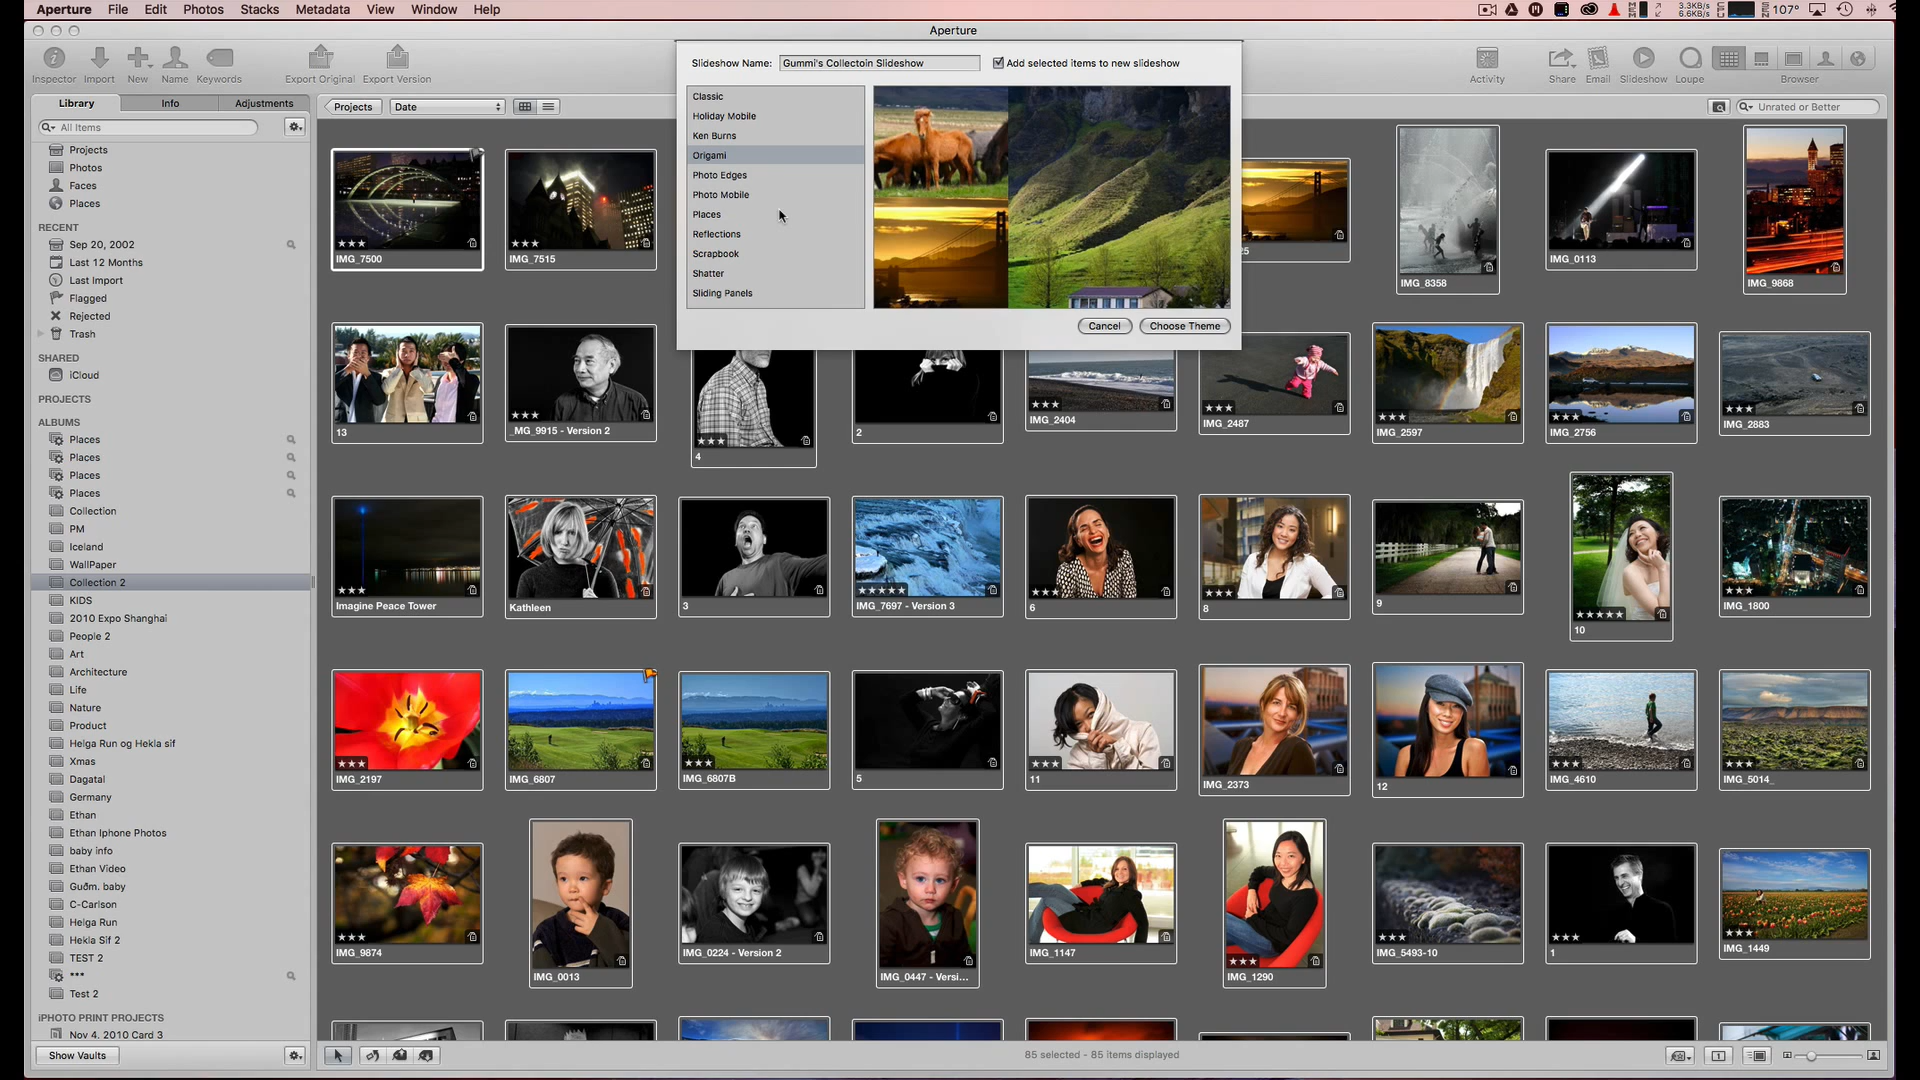 Aperture File Edit Photos Stacks Metadata View Window Help
3.3KB/s
6.6KB/s
107°
Aperture
Inspector Import New Name Keywords Export Original Export Version
Activity Share Email Slideshow Loupe Browser
Library Info Adjustments
All Items
Projects Date
Unrated or Better
Slideshow Name: Gummi's Collectoin Slideshow Add selected items to new slideshow
Classic
Holiday Mobile
Ken Burns
Origami
Photo Edges
Photo Mobile
Places
Reflections
Scrapbook
Shatter
Sliding Panels
Cancel Choose Theme
Projects
Photos
Faces
Places
RECENT
Sep 20, 2002
Last 12 Months
Last Import
Flagged
Rejected
Trash
SHARED
iCloud
PROJECTS
ALBUMS
Places
Places
Places
Places
Collection
PM
Iceland
WallPaper
Collection 2
KIDS
2010 Expo Shanghai
People 2
Art
Architecture
Life
Nature
Product
Helga Run og Hekla sif
Xmas
Dagatal
Germany
Ethan
Ethan Iphone Photos
baby info
Ethan Video
Guðm. baby
C-Carlson
Helga Run
Hekla Sif 2
TEST 2
***
Test 2
iPHOTO PRINT PROJECTS
Nov 4, 2010 Card 3
Show Vaults
IMG_7500 IMG_7515 25 IMG_8358 IMG_0113 IMG_9868
13 _MG_9915 - Version 2 4 2 IMG_2404 IMG_2487 IMG_2597 IMG_2756 IMG_2883
Imagine Peace Tower Kathleen 3 IMG_7697 - Version 3 6 8 9 10 IMG_1800
IMG_2197 IMG_6807 IMG_6807B 5 11 IMG_2373 12 IMG_4610 IMG_5014_
IMG_9874 IMG_0013 IMG_0224 - Version 2 IMG_0447 - Versi... IMG_1147 IMG_1290 IMG_5493-10 1 IMG_1449
85 selected - 85 items displayed